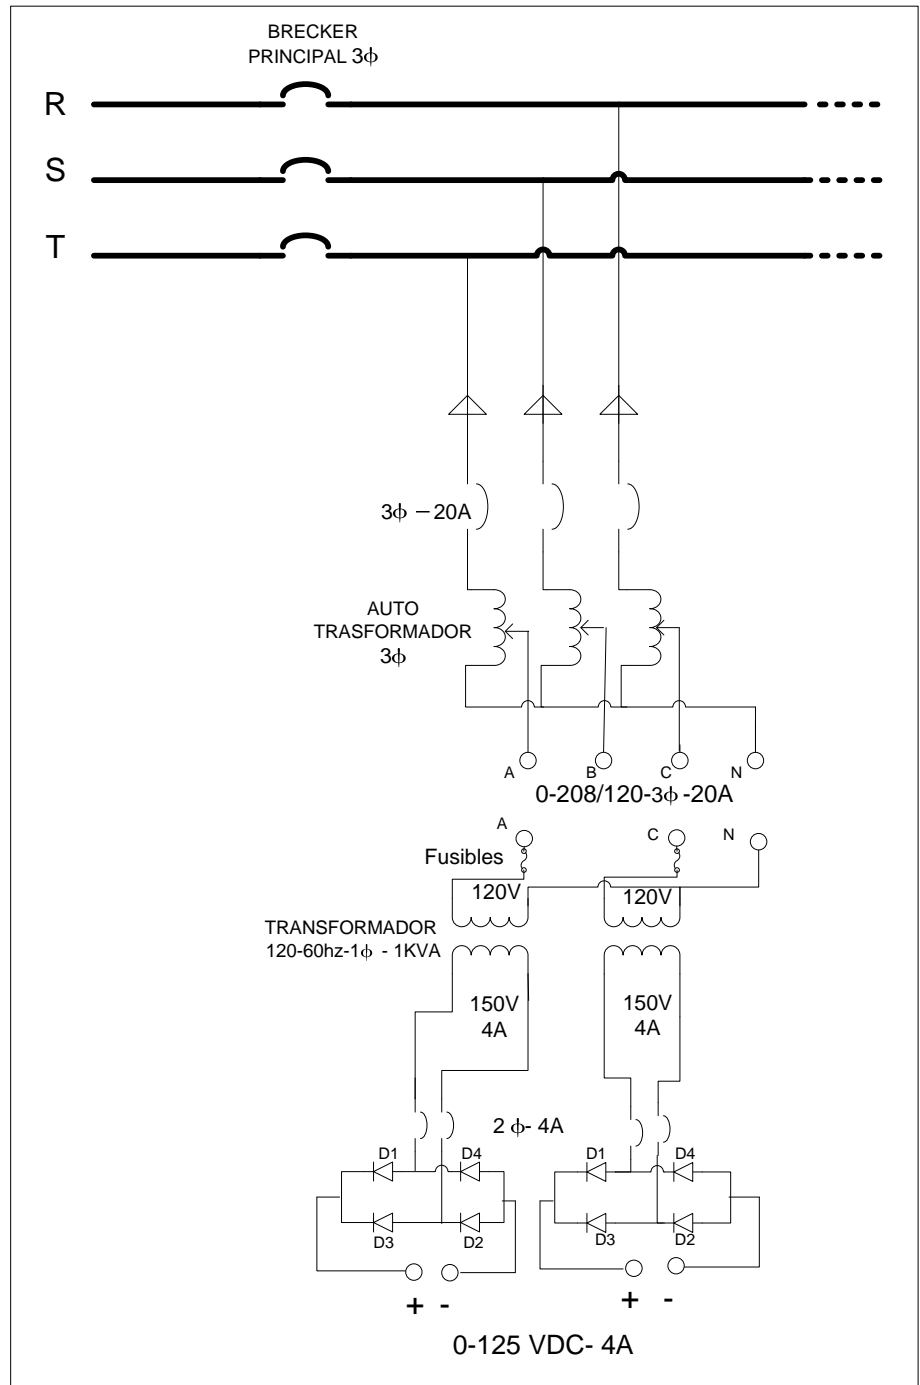 BRECKER
PRINCIPAL 3ϕ
R
S
T
3ϕ – 20A
AUTO
TRASFORMADOR
3ϕ
A
B
C
N
0-208/120-3ϕ -20A
A
C
N
Fusibles
120V
120V
TRANSFORMADOR
120-60hz-1ϕ - 1KVA
150V
4A
150V
4A
2 ϕ- 4A
D1
D4
D1
D4
D3
D2
D3
D2
+ -
+ -
0-125 VDC- 4A